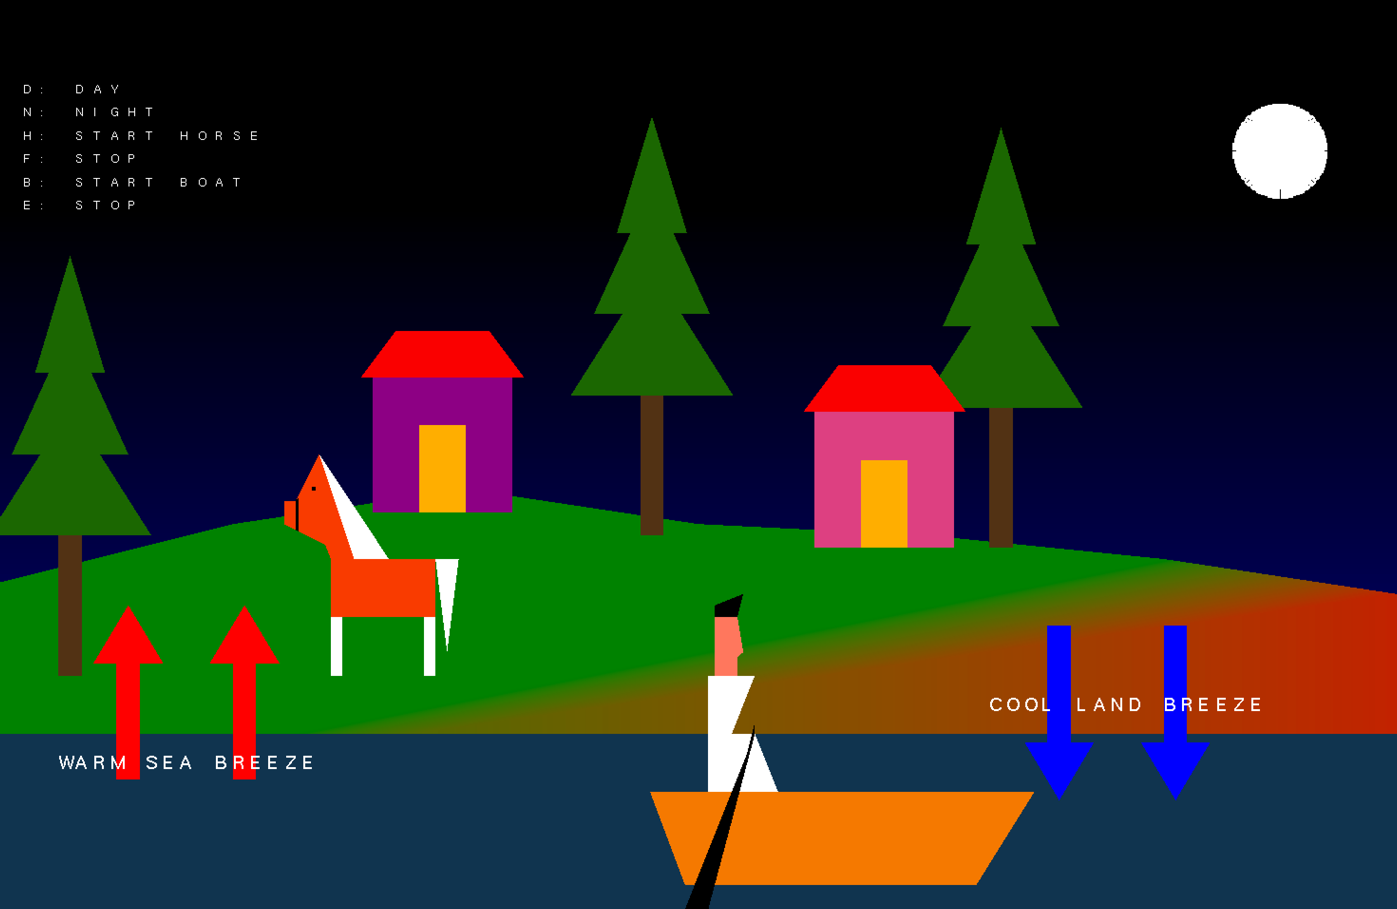 D: DAY
N: NIGHT
H: START HORSE
F: STOP
B: START BOAT
E: STOP
COOL LAND BREEZE
WARM SEA BREEZE